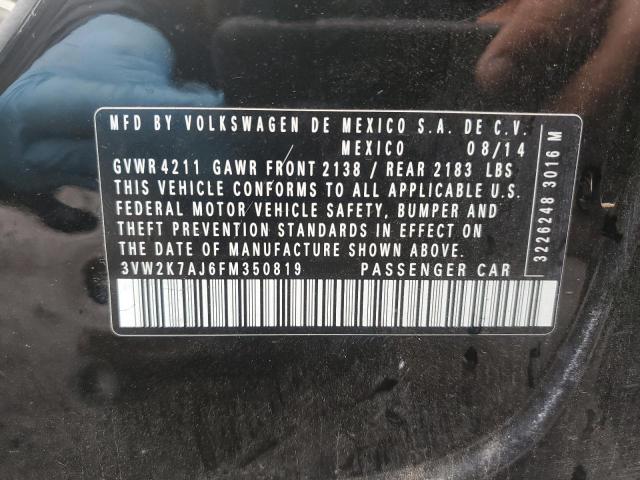 MFD BY VOLKSWAGEN DE MEXICO S.A. DE C.V.
MEXICO 08/14
GVWR 4211 GAWR FRONT 2138 / REAR 2183 LBS
THIS VEHICLE CONFORMS TO ALL APPLICABLE U.S.
FEDERAL MOTOR VEHICLE SAFETY, BUMPER AND
THEFT PREVENTION STANDARDS IN EFFECT ON
THE DATE OF MANUFACTURE SHOWN ABOVE.
3VW2K7AJ6FM350819 PASSENGER CAR
3226248 3016 M